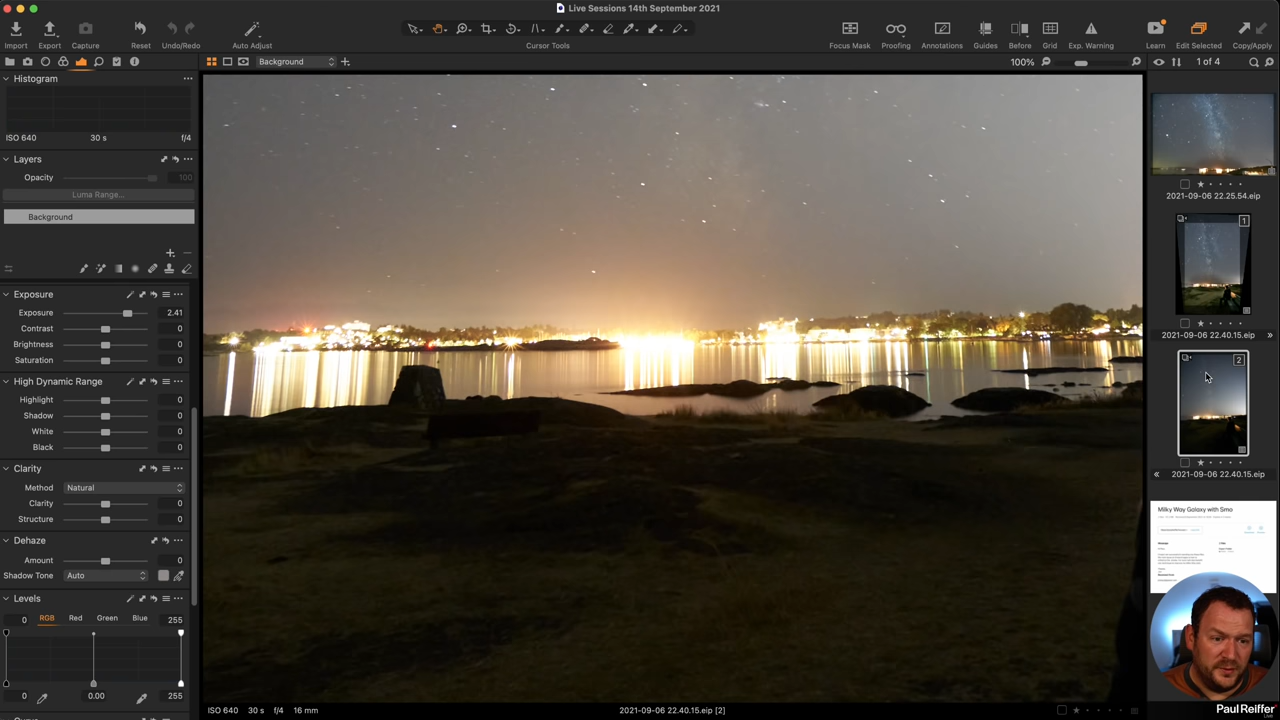 Live Sessions 14th September 2021
Import
Export
Capture
Reset
Undo/Redo
Auto Adjust
Cursor Tools
Focus Mask
Proofing
Annotations
Guides
Before
Grid
Exp. Warning
Learn
Edit Selected
Copy/Apply
Background
100%
1 of 4
Histogram
ISO 640 30 s f/4
Layers
Opacity 100
Luma Range...
Background
Exposure
Exposure 2.41
Contrast 0
Brightness 0
Saturation 0
High Dynamic Range
Highlight 0
Shadow 0
White 0
Black 0
Clarity
Method Natural
Clarity 0
Structure 0
Dehaze
Amount 0
Shadow Tone Auto
Levels
0 RGB Red Green Blue 255
0 0.00 255
ISO 640 30 s f/4 16 mm
2021-09-06 22.40.15.eip [2]
2021-09-06 22.25.54.eip
1
2021-09-06 22.40.15.eip
2
2021-09-06 22.40.15.eip
Milky Way Galaxy with Smo
Paul Reiffer
Live